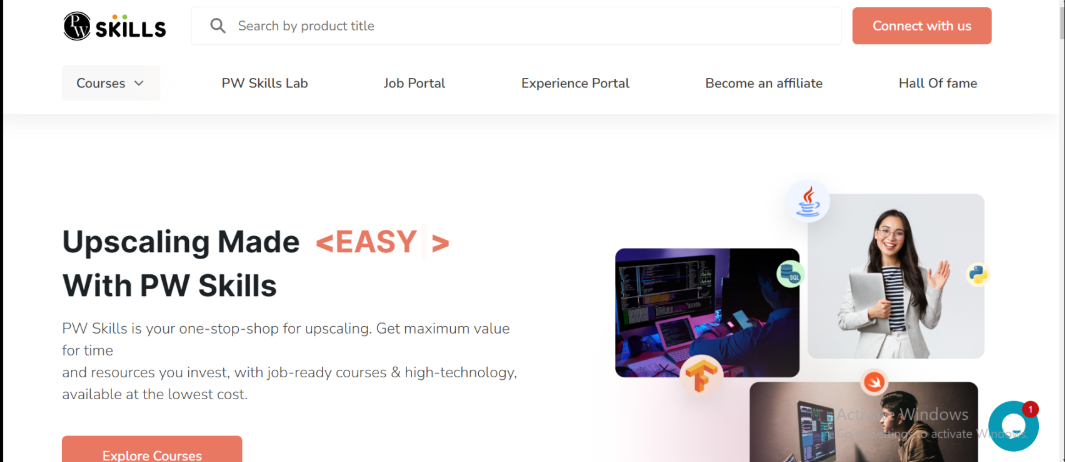 PW SKILLS
Search by product title
Connect with us
Courses
PW Skills Lab
Job Portal
Experience Portal
Become an affiliate
Hall Of fame
Upscaling Made <EASY >
With PW Skills
PW Skills is your one-stop-shop for upscaling. Get maximum value
for time
and resources you invest, with job-ready courses & high-technology,
available at the lowest cost.
Explore Courses
SQL
1
Activate Windows
Go to Settings to activate Windows.